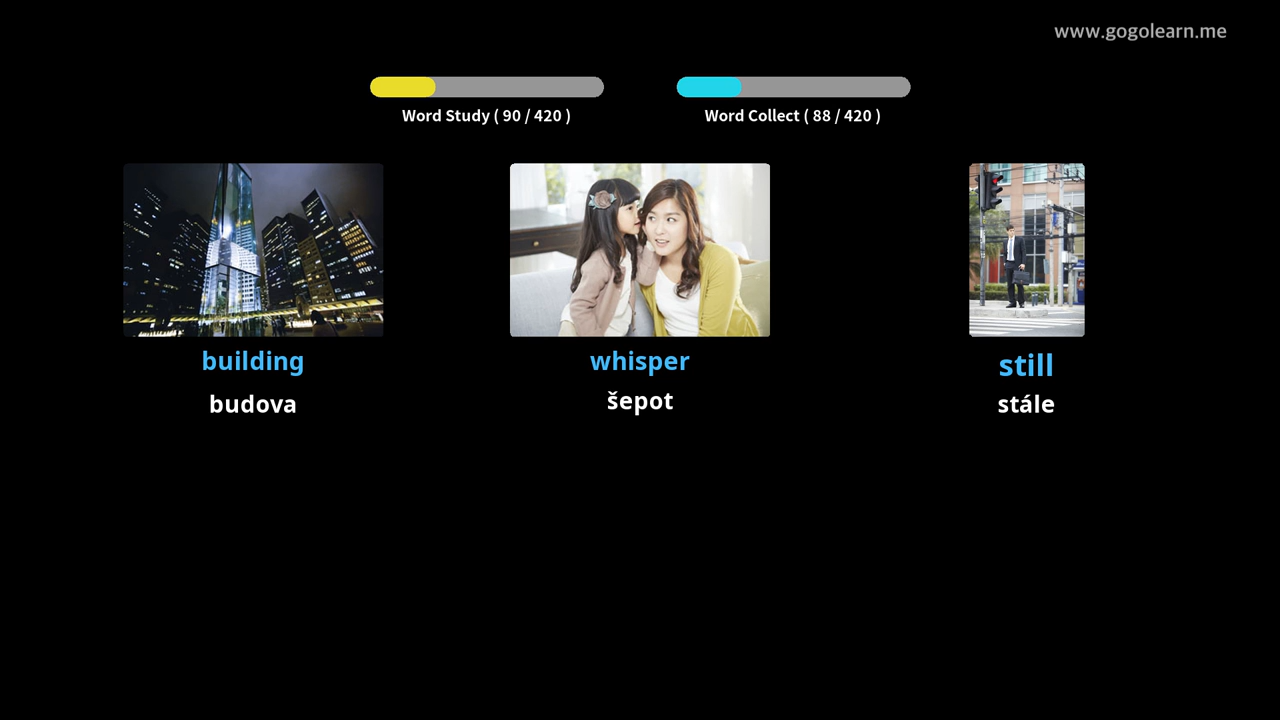 www.gogolearn.me
Word Study ( 90 / 420 )
Word Collect ( 88 / 420 )
building
whisper
still
budova
šepot
stále